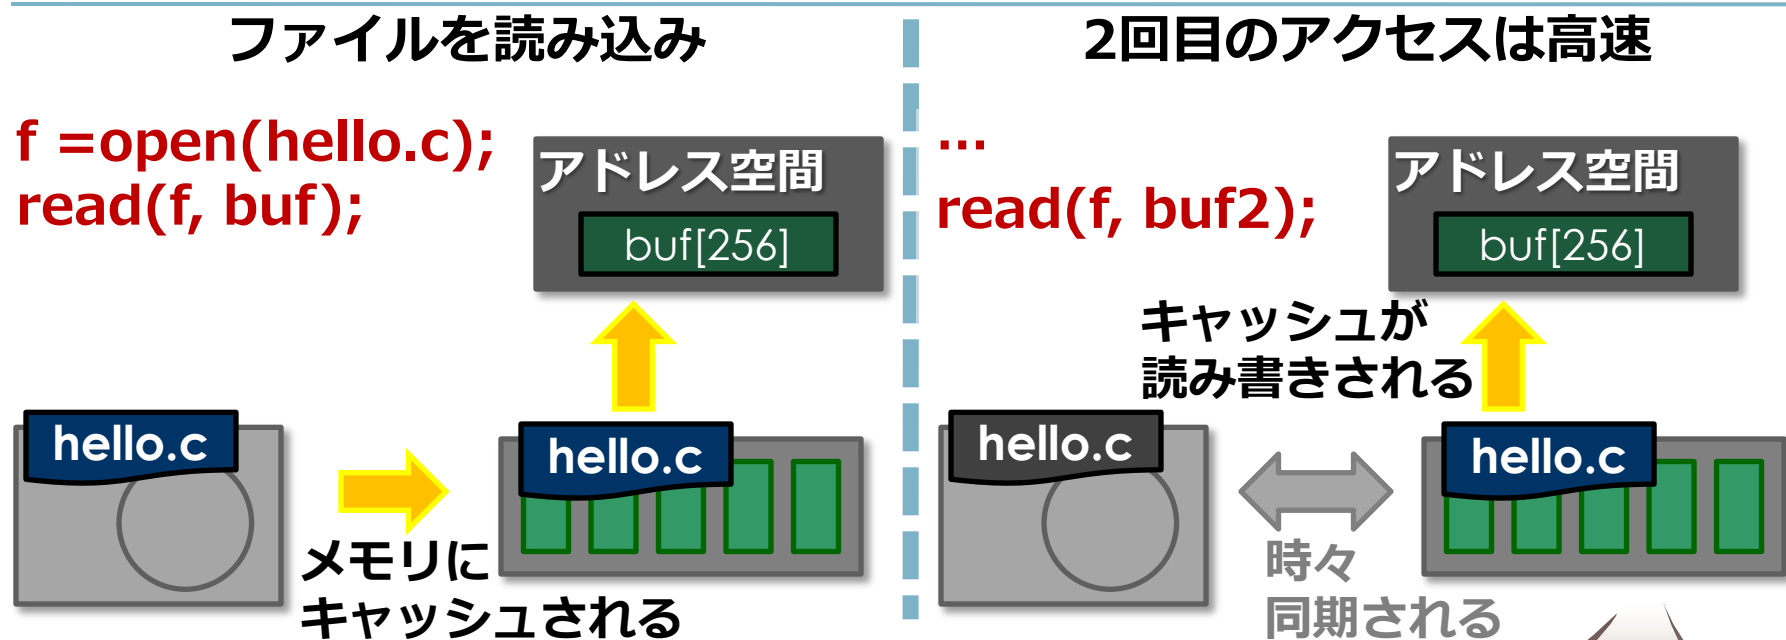 ファイルを読み込み
f =open(hello.c);
read(f, buf);
アドレス空間
buf[256]
hello.c
hello.c
メモリに
キャッシュされる
2回目のアクセスは高速
...
read(f, buf2);
アドレス空間
buf[256]
キャッシュが
読み書きされる
hello.c
hello.c
時々
同期される